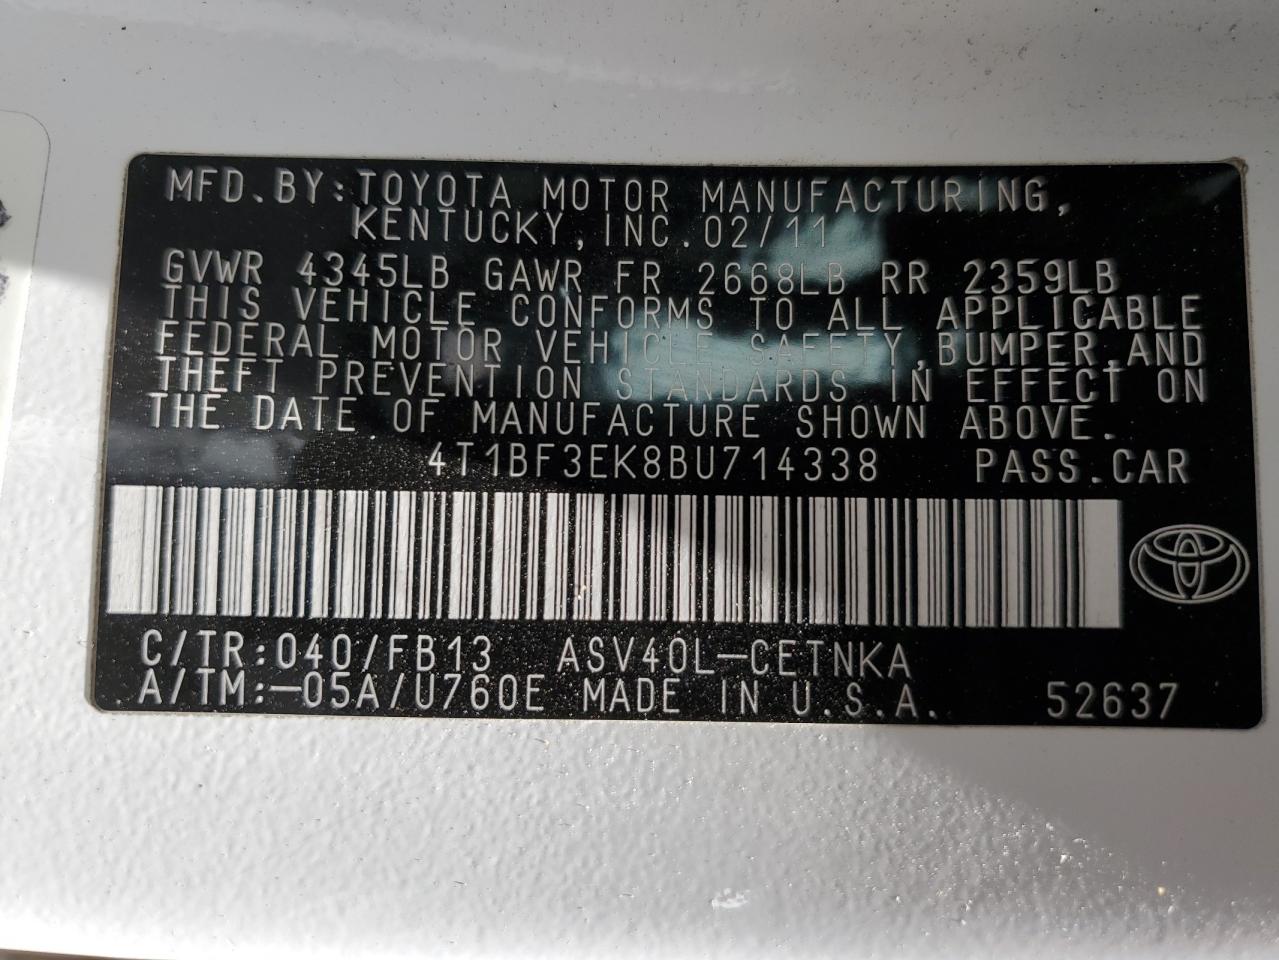 MFD.BY:TOYOTA MOTOR MANUFACTURING,
KENTUCKY,INC.02/11
GVWR 4345LB GAWR FR 2668LB RR 2359LB
THIS VEHICLE CONFORMS TO ALL APPLICABLE
FEDERAL MOTOR VEHICLE SAFETY,BUMPER,AND
THEFT PREVENTION STANDARDS IN EFFECT ON
THE DATE OF MANUFACTURE SHOWN ABOVE.
4T1BF3EK8BU714338 PASS.CAR
C/TR:040/FB13 ASV40L-CETNKA
A/TM:-05A/U760E MADE IN U.S.A. 52637